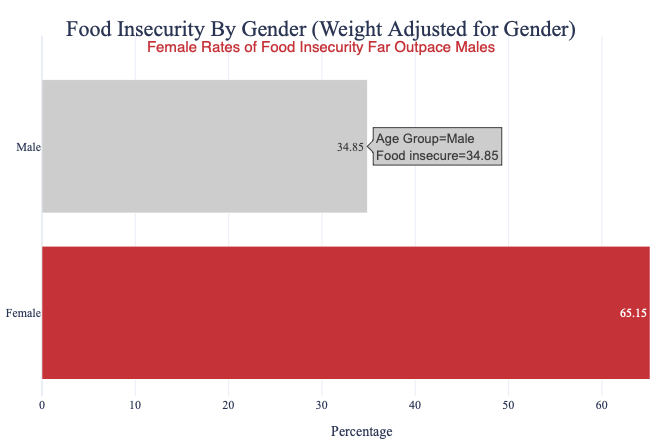 Food Insecurity By Gender (Weight Adjusted for Gender)
Female Rates of Food Insecurity Far Outpace Males
Male
34.85
Age Group=Male
Food insecure=34.85
Female
65.15
0
10
20
30
40
50
60
Percentage